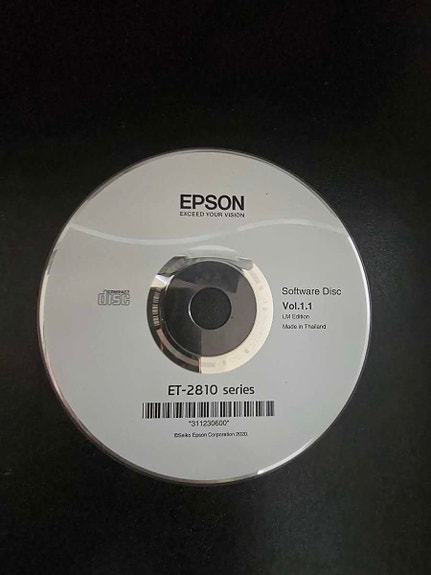 EPSON
EXCEED YOUR VISION
COMPACT
disc
Software Disc
Vol.1.1
LM Edition
Made in Thailand
ET-2810 series
*311230600*
©Seiko Epson Corporation 2020.